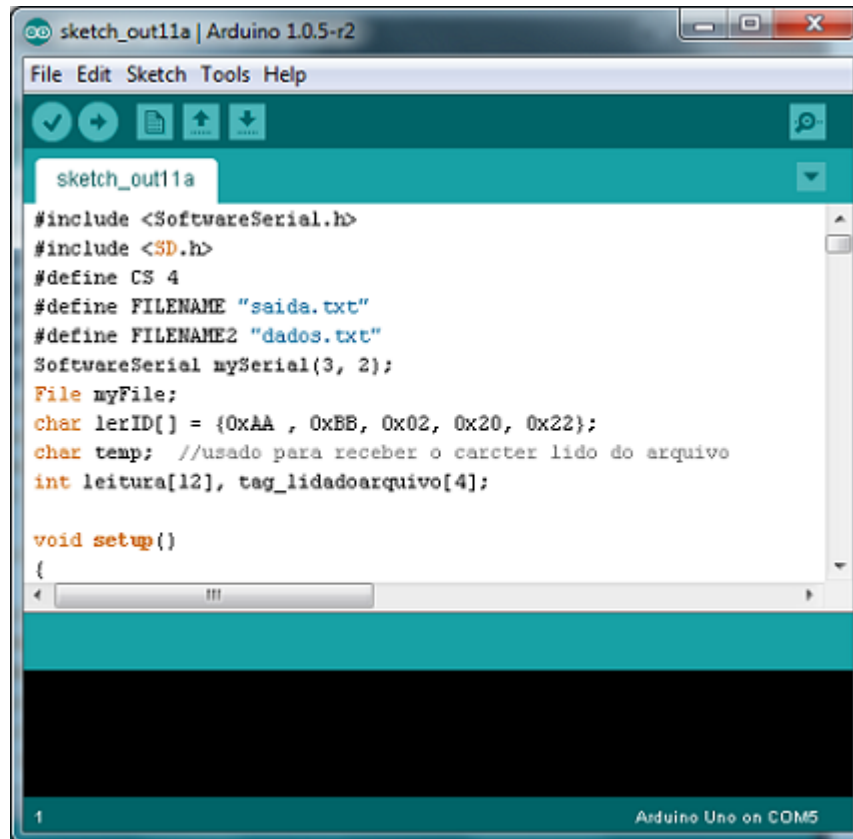 sketch_out11a | Arduino 1.0.5-r2
File Edit Sketch Tools Help
sketch_out11a
#include <SoftwareSerial.h>
#include <SD.h>
#define CS 4
#define FILENAME "saida.txt"
#define FILENAME2 "dados.txt"
SoftwareSerial mySerial(3, 2);
File myFile;
char lerID[] = {0xAA , 0xBB, 0x02, 0x20, 0x22};
char temp;  //usado para receber o carcter lido do arquivo
int leitura[12], tag_lidadoarquivo[4];
void setup()
{
1
Arduino Uno on COM5